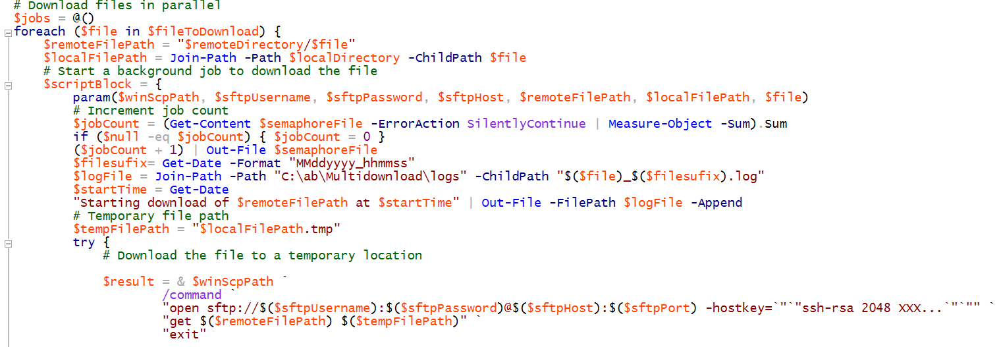 # Download files in parallel
$jobs = @()
foreach ($file in $fileToDownload) {
    $remoteFilePath = "$remoteDirectory/$file"
    $localFilePath = Join-Path -Path $localDirectory -ChildPath $file
    # Start a background job to download the file
    $scriptBlock = {
        param($winScpPath, $sftpUsername, $sftpPassword, $sftpHost, $remoteFilePath, $localFilePath, $file)
        # Increment job count
        $jobCount = (Get-Content $semaphoreFile -ErrorAction SilentlyContinue | Measure-Object -Sum).Sum
        if ($null -eq $jobCount) { $jobCount = 0 }
        ($jobCount + 1) | Out-File $semaphoreFile
        $filesufix= Get-Date -Format "MMddyyyy_hhmmss"
        $logFile = Join-Path -Path "C:\ab\Multidownload\logs" -ChildPath "$($file)_$($filesufix).log"
        $startTime = Get-Date
        "Starting download of $remoteFilePath at $startTime" | Out-File -FilePath $logFile -Append
        # Temporary file path
        $tempFilePath = "$localFilePath.tmp"
        try {
            # Download the file to a temporary location
            $result = & $winScpPath `
                    /command `
                    "open sftp://$($sftpUsername):$($sftpPassword)@$($sftpHost):$($sftpPort) -hostkey=`"`"ssh-rsa 2048 XXX...`"`"" `
                    "get $($remoteFilePath) $($tempFilePath)" `
                    "exit"